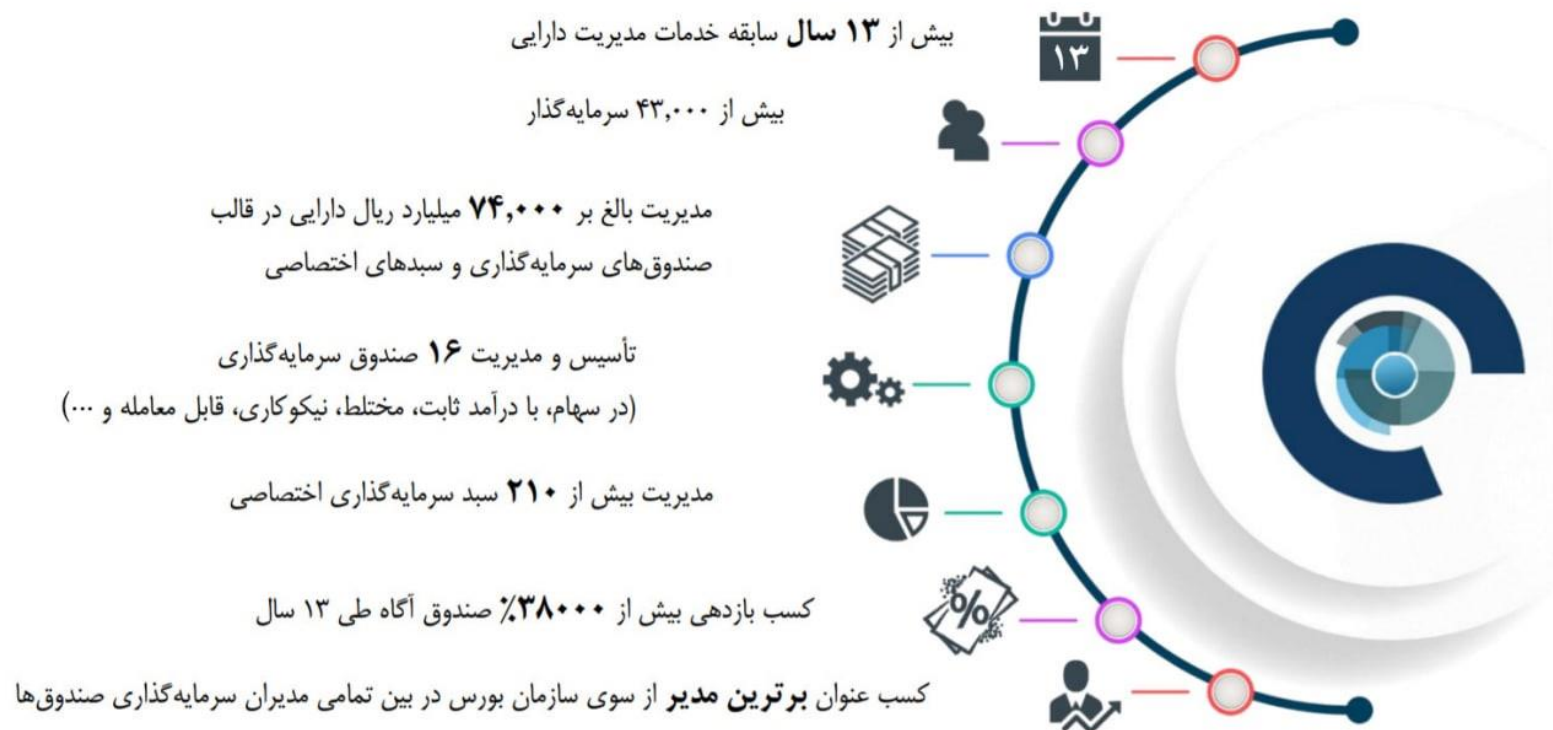 بیش از ۱۳ سال سابقه خدمات مدیریت دارایی
۱۳
بیش از ۴۳,۰۰۰ سرمایه‌گذار
مدیریت بالغ بر ۷۴,۰۰۰ میلیارد ریال دارایی در قالب
صندوق‌های سرمایه‌گذاری و سبدهای اختصاصی
تأسیس و مدیریت ۱۶ صندوق سرمایه‌گذاری
(در سهام، با درآمد ثابت، مختلط، نیکوکاری، قابل معامله و ...)
مدیریت بیش از ۲۱۰ سبد سرمایه‌گذاری اختصاصی
کسب بازدهی بیش از ۳۸۰۰۰٪ صندوق آگاه طی ۱۳ سال
%
کسب عنوان برترین مدیر از سوی سازمان بورس در بین تمامی مدیران سرمایه‌گذاری صندوق‌ها